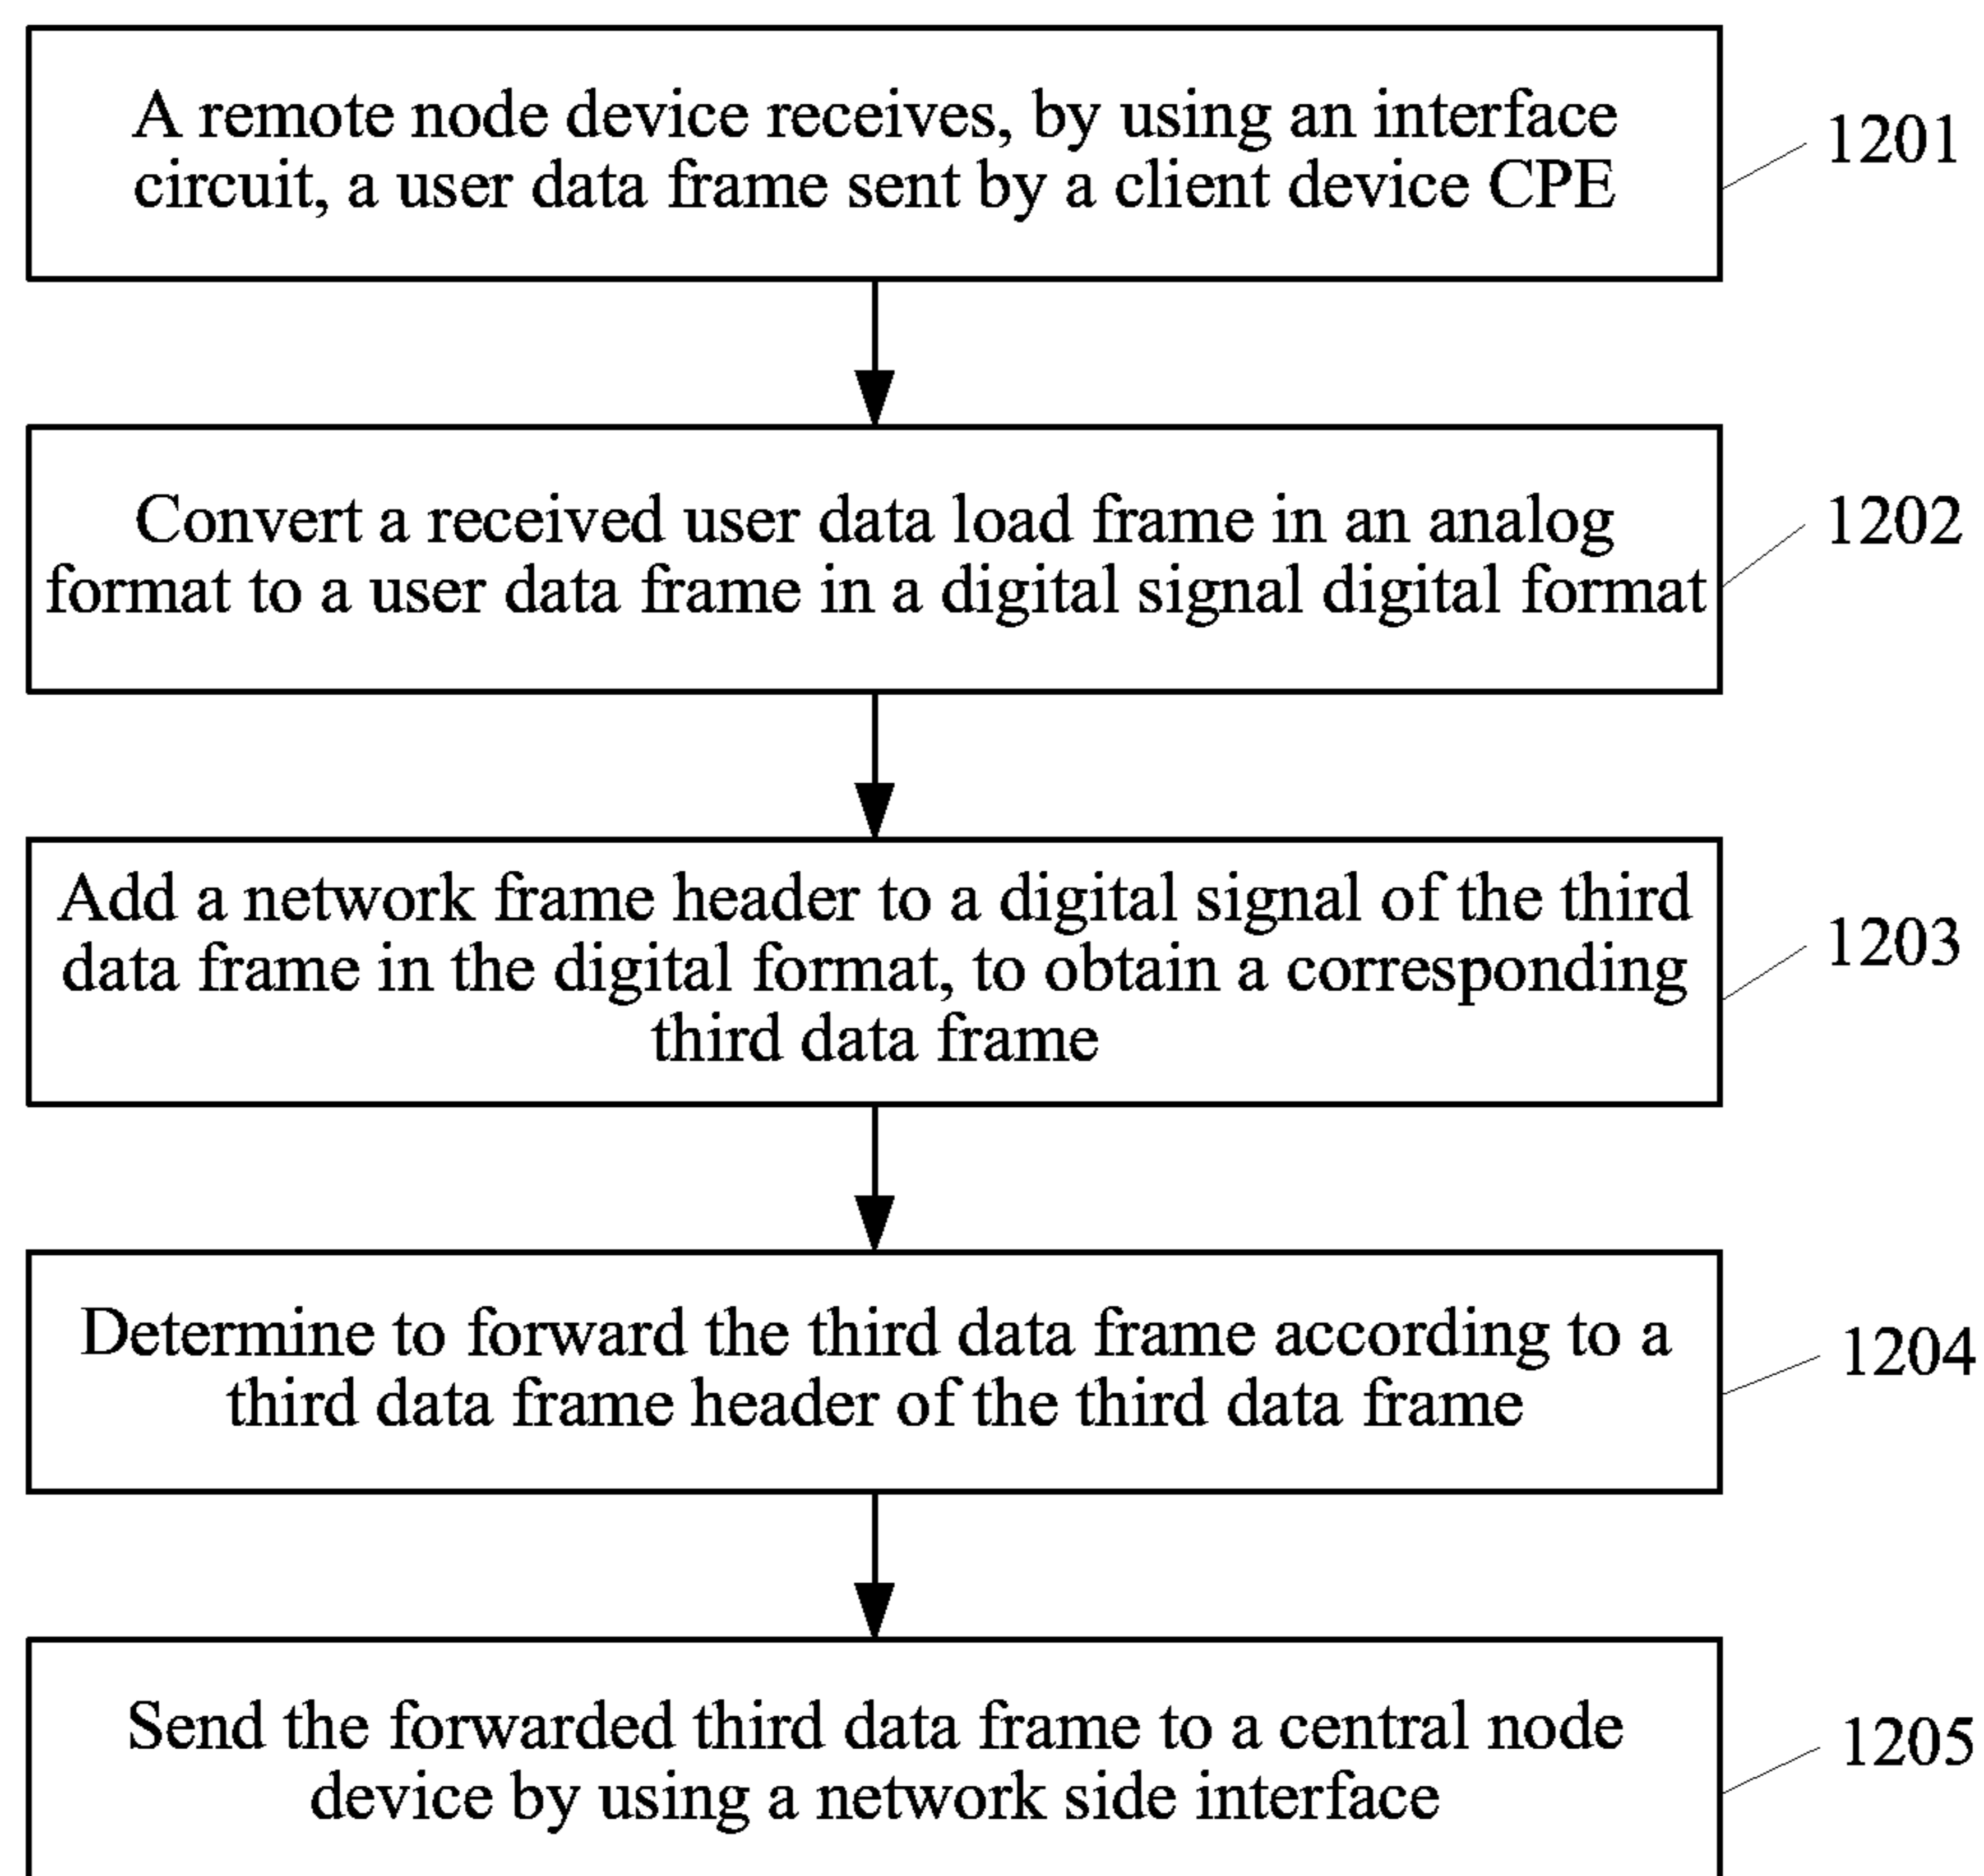 A remote node device receives, by using an interface
circuit, a user data frame sent by a client device CPE
1201
Convert a received user data load frame in an analog
format to a user data frame in a digital signal digital format
1202
Add a network frame header to a digital signal of the third
data frame in the digital format, to obtain a corresponding
third data frame
1203
Determine to forward the third data frame according to a
third data frame header of the third data frame
1204
Send the forwarded third data frame to a central node
device by using a network side interface
1205